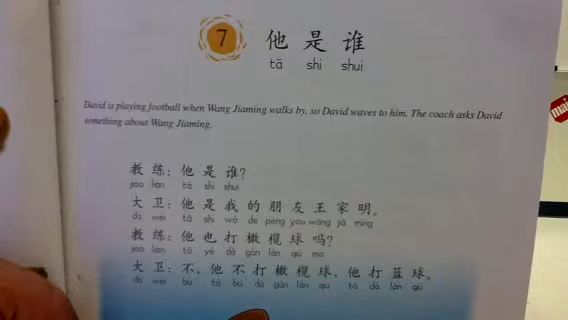 7
他 是 谁
tā shì shuí
David is playing football when Wang Jiaming walks by, so David waves to him. The coach asks David
something about Wang Jiaming.
教 练：他 是 谁？
jiào liàn tā shì shuí
大 卫：他 是 我 的 朋 友 王 家 明。
dà wèi tā shì wǒ de péng you wáng jiā míng
教 练：他 也 打 橄 榄 球 吗？
jiào liàn tā yě dǎ gǎn lǎn qiú ma
大 卫：不，他 不 打 橄 榄 球，他 打 篮 球。
dà wèi bù tā bù dǎ gǎn lǎn qiú tā dǎ lán qiú